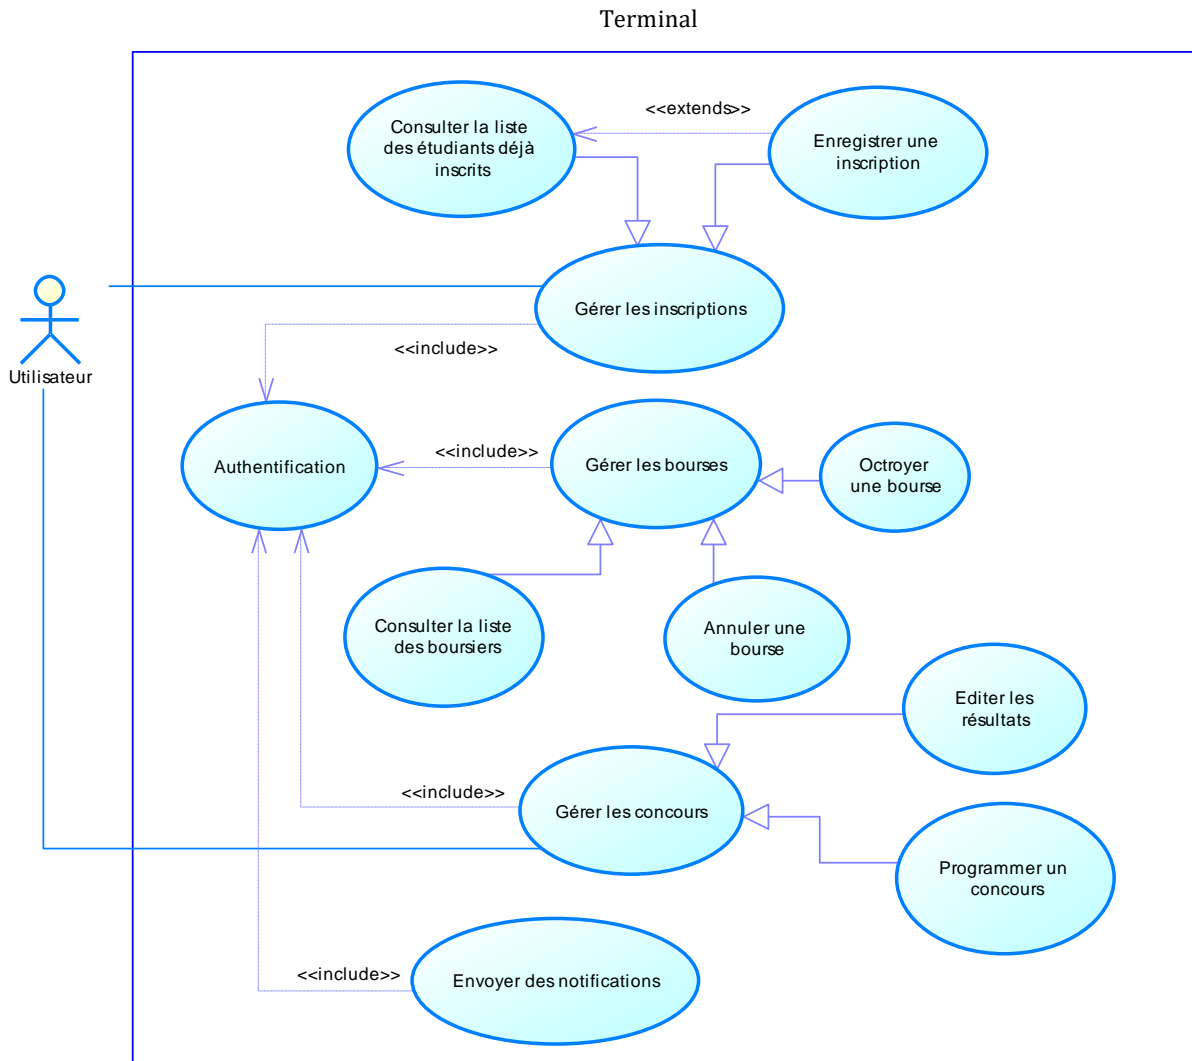 Terminal
<<extends>>
Consulter la liste
des étudiants déjà
inscrits
Enregistrer une
inscription
Gérer les inscriptions
<<include>>
Utilisateur
Authentification
<<include>>
Gérer les bourses
Octroyer
une bourse
Consulter la liste
des boursiers
Annuler une
bourse
Editer les
résultats
<<include>>
Gérer les concours
Programmer un
concours
<<include>>
Envoyer des notifications